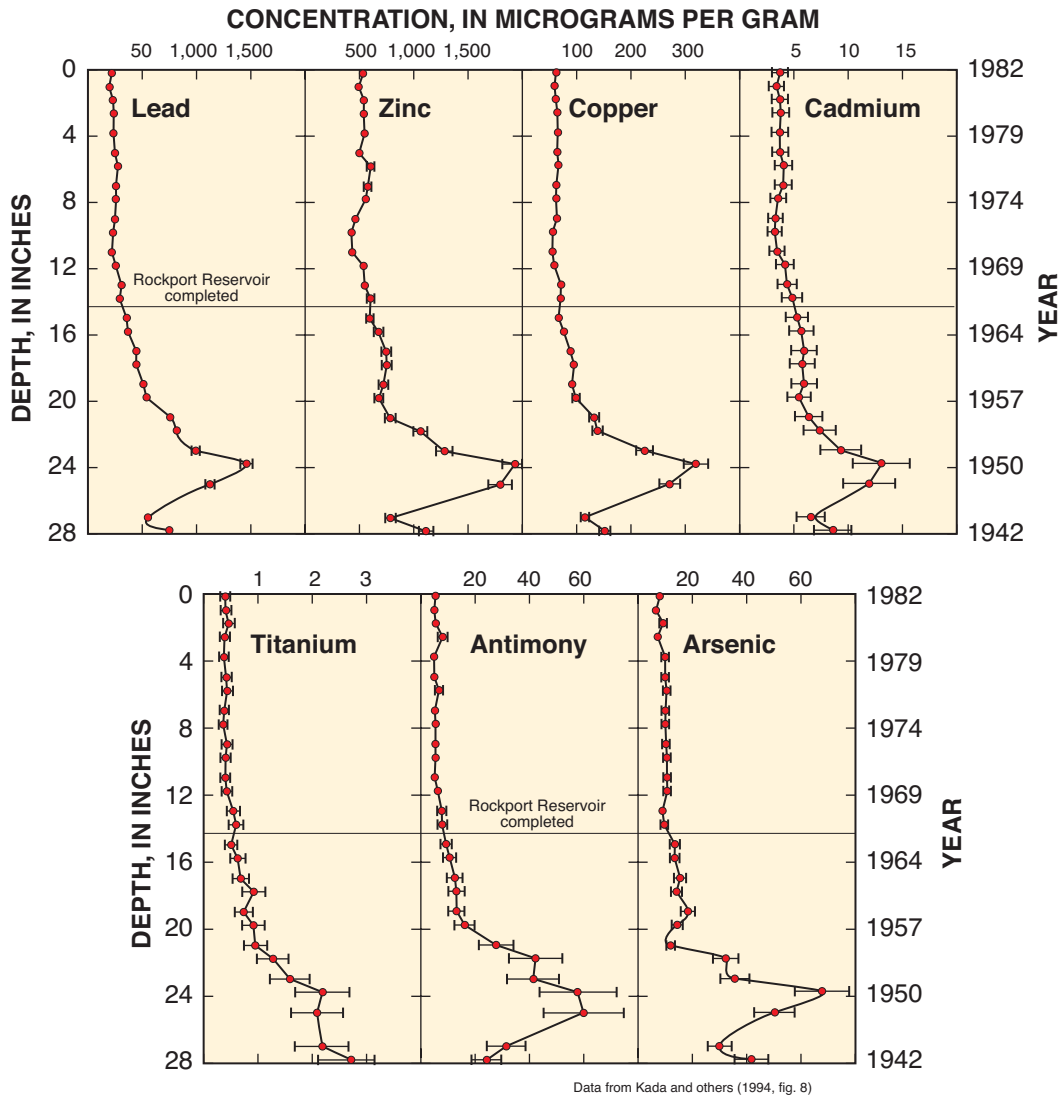 CONCENTRATION, IN MICROGRAMS PER GRAM
50 1,000 1,500 500 1,000 1,500 100 200 300 5 10 15
0 1982
Lead Zinc Copper Cadmium
4 1979
8 1974
12 1969
Rockport Reservoir
completed
16 1964
20 1957
24 1950
28 1942
DEPTH, IN INCHES
YEAR
1 2 3 20 40 60 20 40 60
0 1982
Titanium Antimony Arsenic
4 1979
8 1974
12 1969
Rockport Reservoir
completed
16 1964
20 1957
24 1950
28 1942
DEPTH, IN INCHES
YEAR
Data from Kada and others (1994, fig. 8)